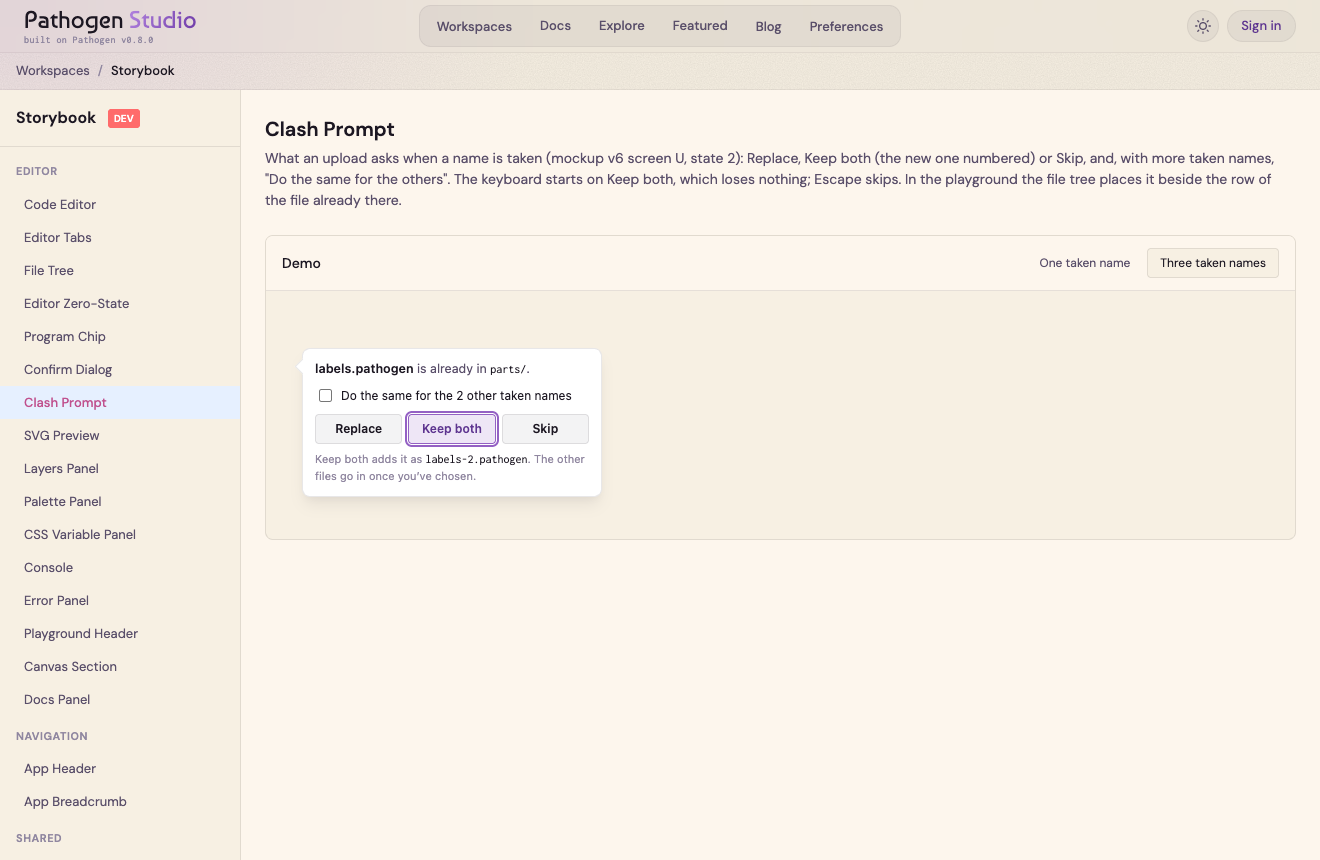 Pathogen Studio
built on Pathogen v0.8.0
Workspaces Docs Explore Featured Blog Preferences
Sign in
Workspaces / Storybook
Storybook DEV
EDITOR
Code Editor
Editor Tabs
File Tree
Editor Zero-State
Program Chip
Confirm Dialog
Clash Prompt
SVG Preview
Layers Panel
Palette Panel
CSS Variable Panel
Console
Error Panel
Playground Header
Canvas Section
Docs Panel
NAVIGATION
App Header
App Breadcrumb
SHARED
Clash Prompt
What an upload asks when a name is taken (mockup v6 screen U, state 2): Replace, Keep both (the new one numbered) or Skip, and, with more taken names,
"Do the same for the others". The keyboard starts on Keep both, which loses nothing; Escape skips. In the playground the file tree places it beside the row of
the file already there.
Demo
One taken name Three taken names
labels.pathogen is already in parts/.
Do the same for the 2 other taken names
Replace Keep both Skip
Keep both adds it as labels-2.pathogen. The other
files go in once you’ve chosen.